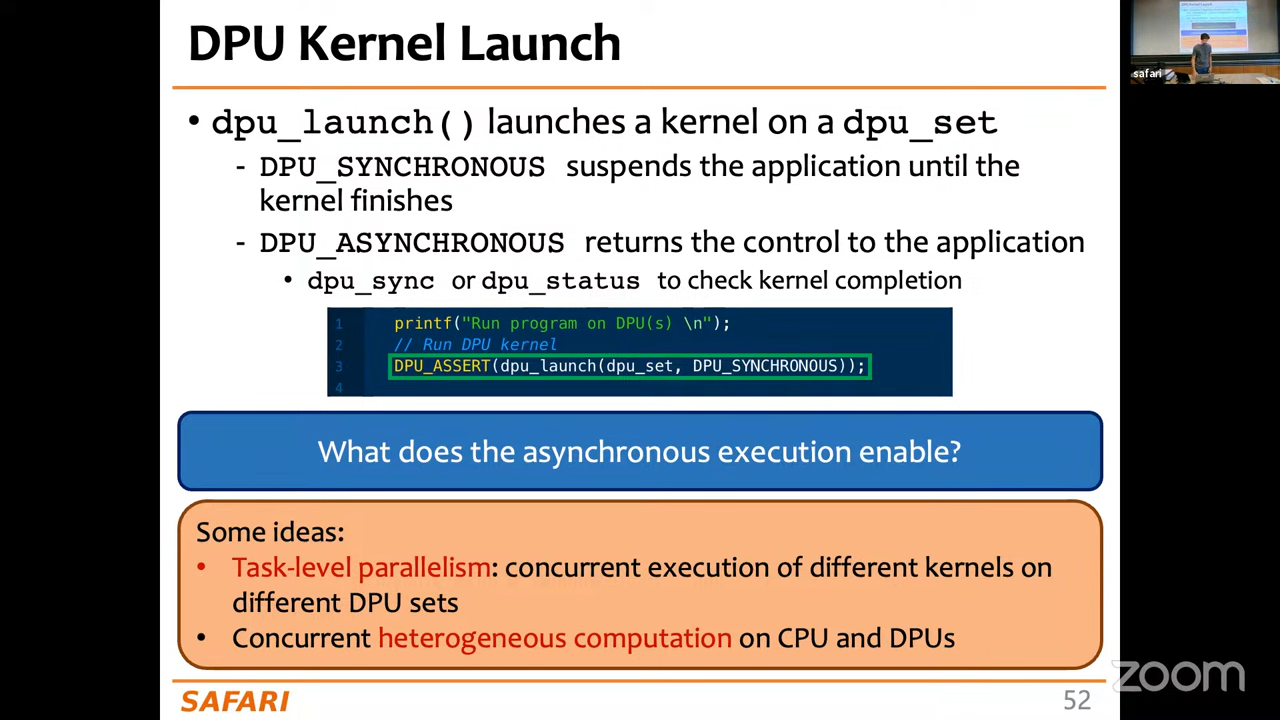 DPU Kernel Launch
• dpu_launch() launches a kernel on a dpu_set
- DPU_SYNCHRONOUS suspends the application until the
kernel finishes
- DPU_ASYNCHRONOUS returns the control to the application
• dpu_sync or dpu_status to check kernel completion
1 printf("Run program on DPU(s) \n");
2 // Run DPU kernel
3 DPU_ASSERT(dpu_launch(dpu_set, DPU_SYNCHRONOUS));
4
What does the asynchronous execution enable?
Some ideas:
• Task-level parallelism: concurrent execution of different kernels on
different DPU sets
• Concurrent heterogeneous computation on CPU and DPUs
SAFARI
52
safari
zoom